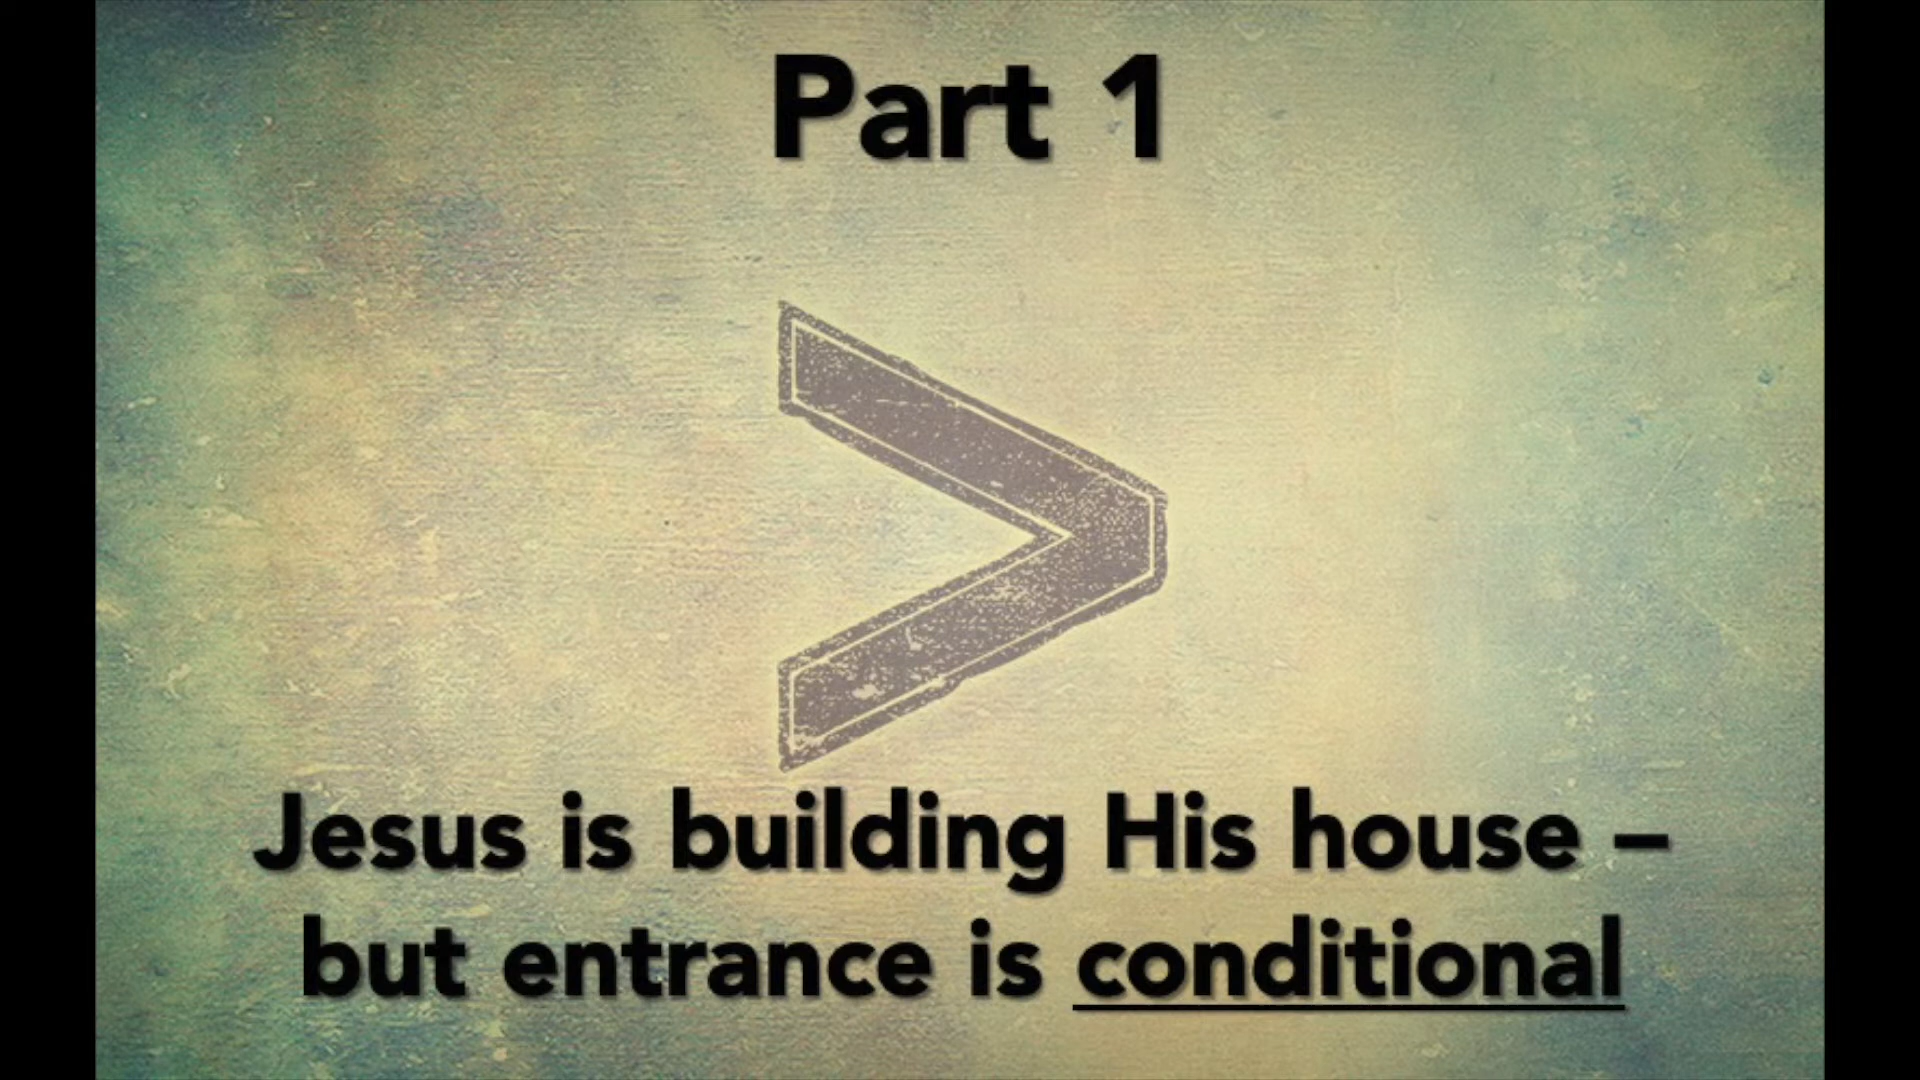 Part 1
>
Jesus is building His house –
but entrance is conditional